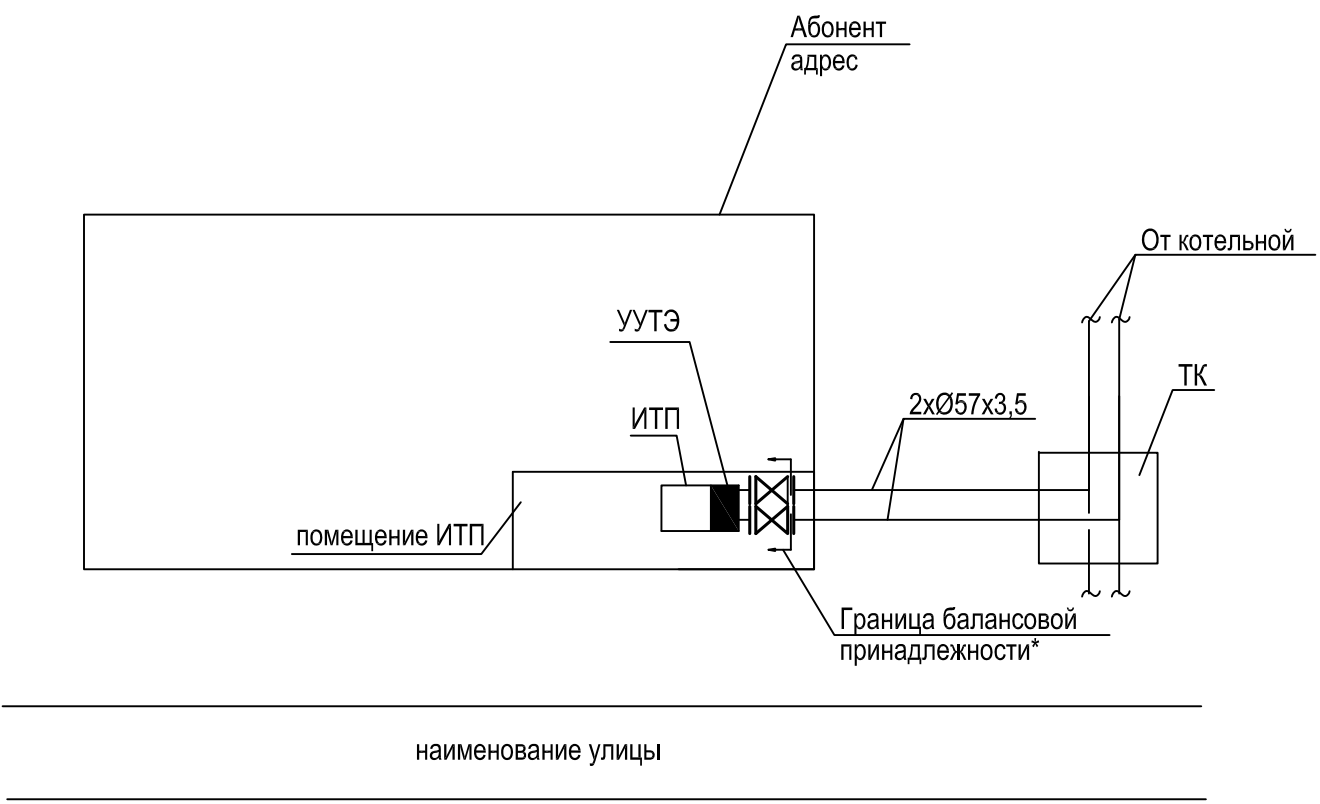 Абонент
адрес
От котельной
УУТЭ
ТК
2хØ57х3,5
ИТП
помещение ИТП
Граница балансовой
принадлежности*
наименование улицы